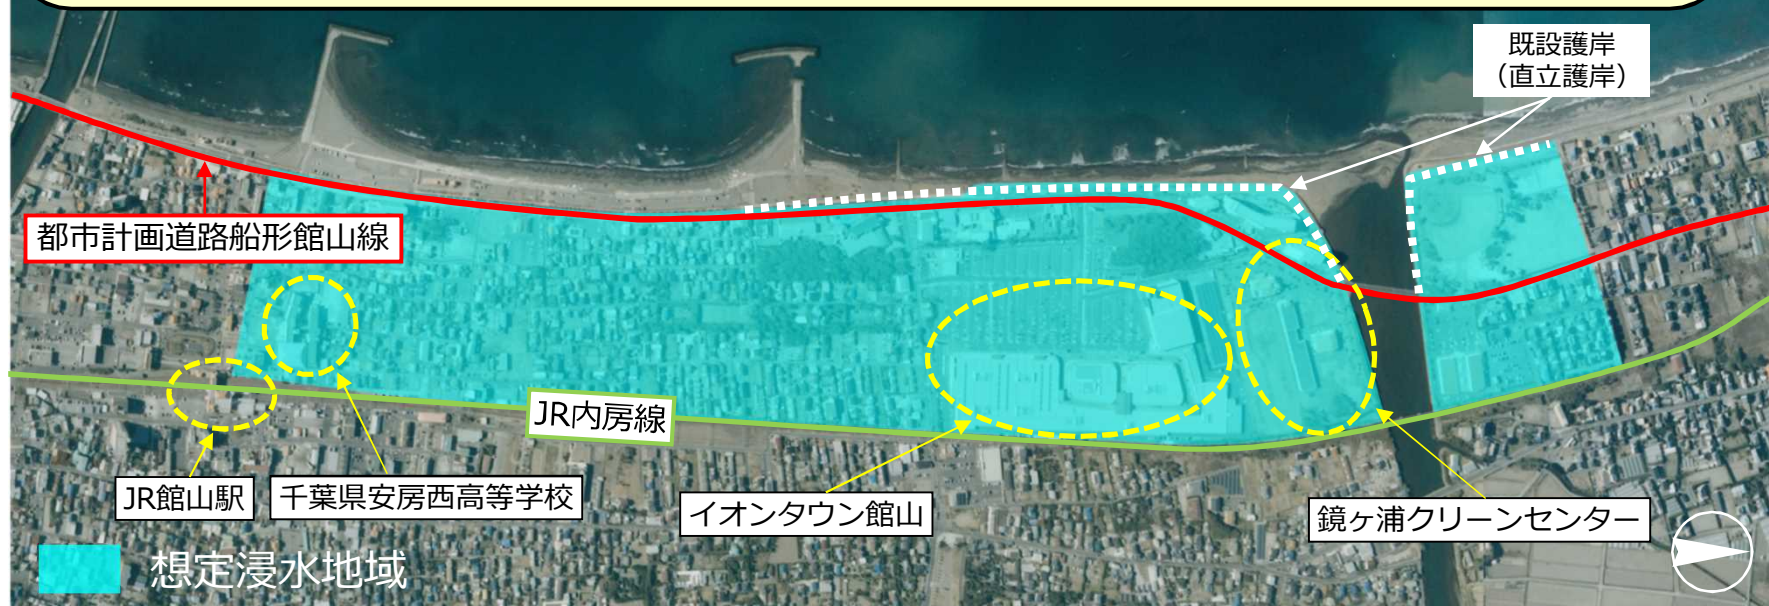 既設護岸
（直立護岸）
都市計画道路船形館山線
JR内房線
JR館山駅
千葉県安房西高等学校
イオンタウン館山
鏡ヶ浦クリーンセンター
想定浸水地域